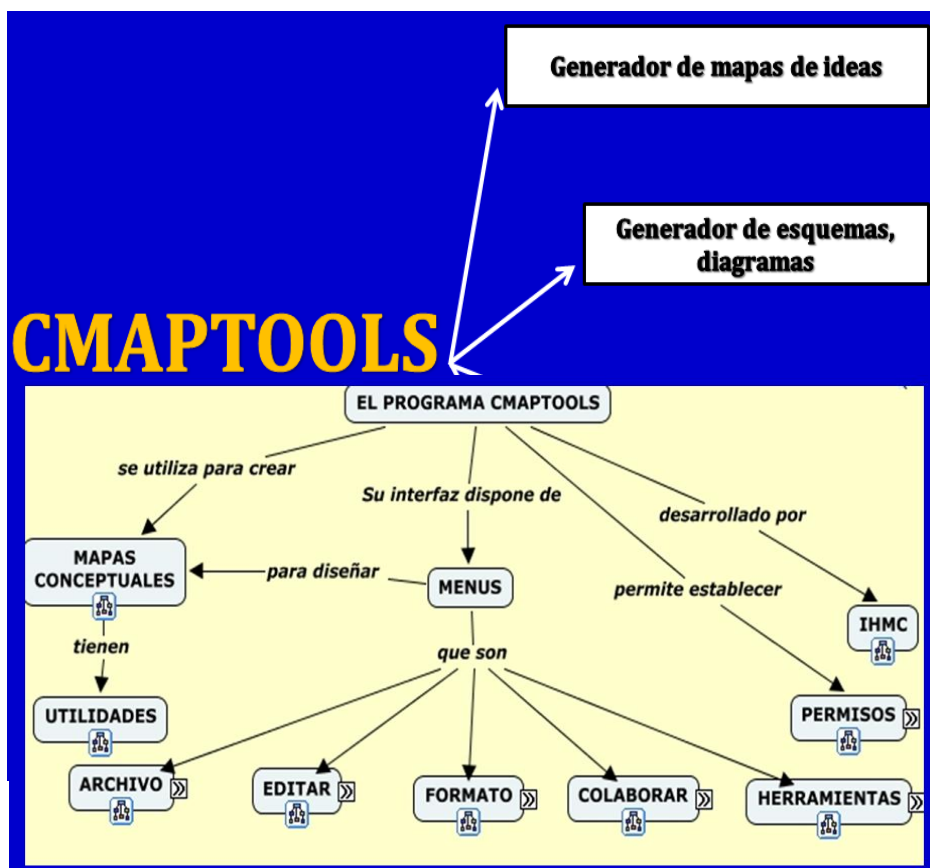 Generador de mapas de ideas
Generador de esquemas,
diagramas
CMAPTOOLS
EL PROGRAMA CMAPTOOLS
se utiliza para crear
Su interfaz dispone de
desarrollado por
MAPAS
CONCEPTUALES
para diseñar
MENUS
permite establecer
IHMC
tienen
que son
UTILIDADES
PERMISOS
ARCHIVO
EDITAR
FORMATO
COLABORAR
HERRAMIENTAS